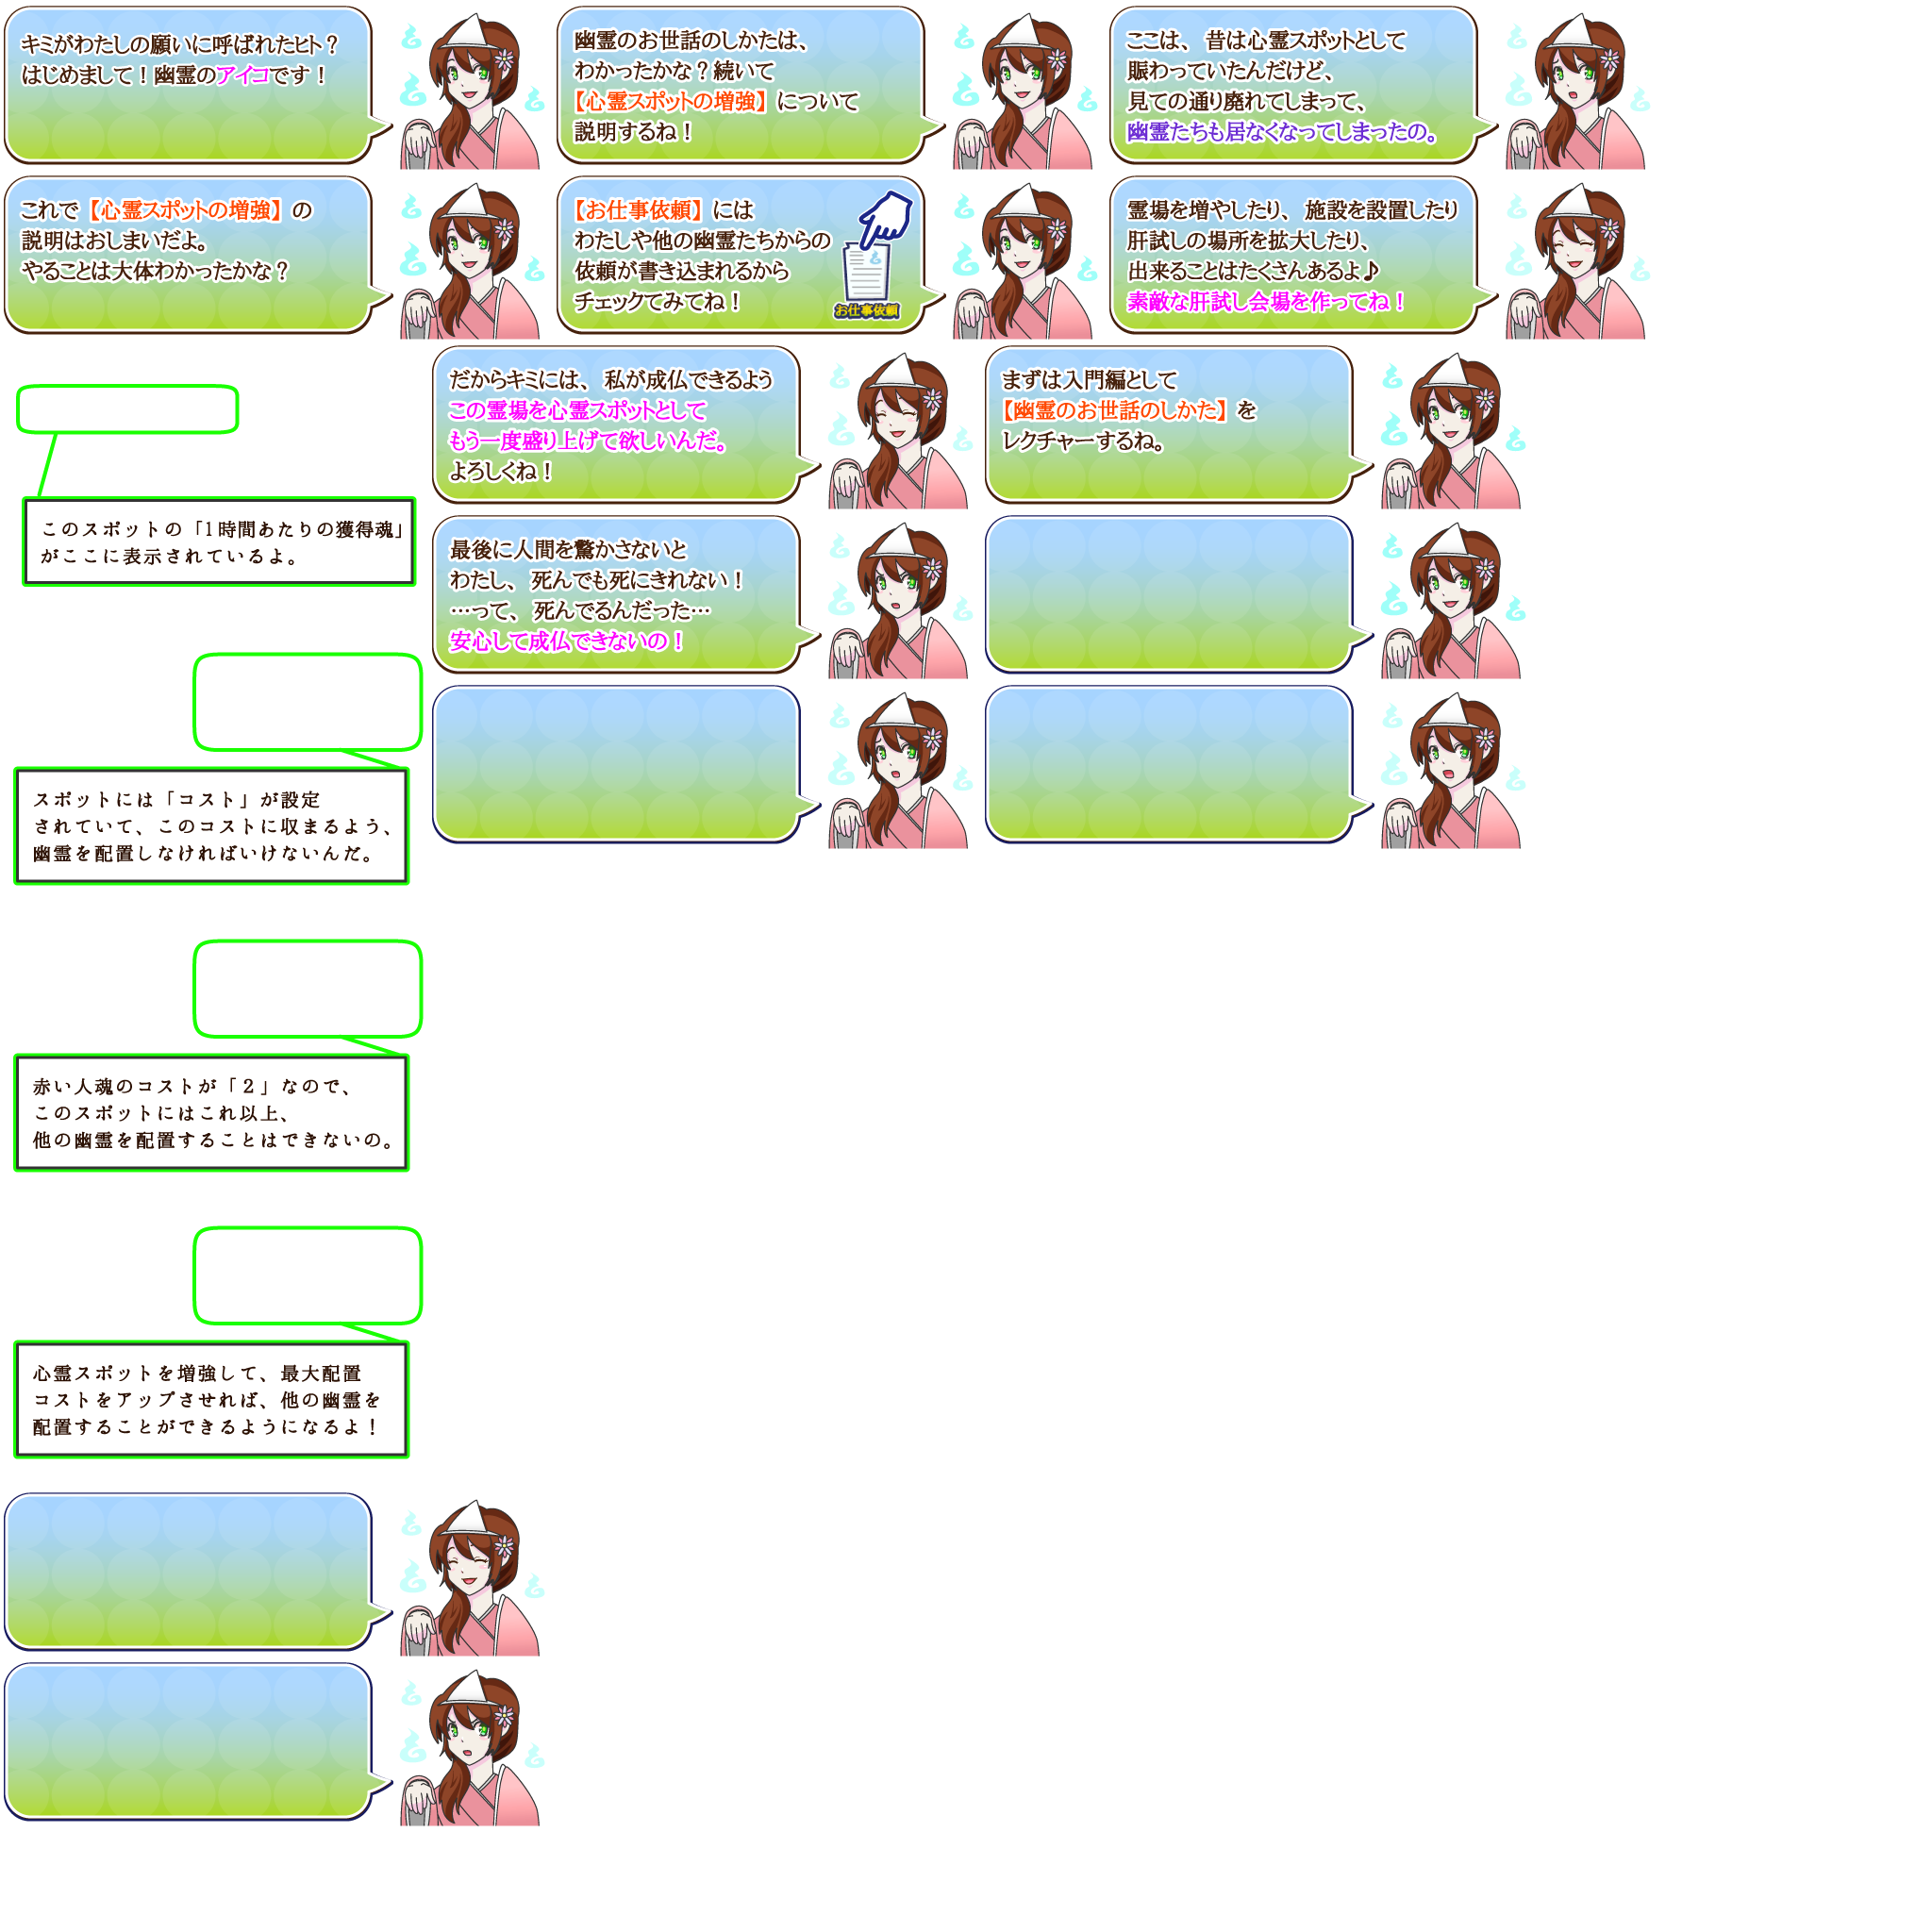 キミがわたしの願いに呼ばれたヒト？
はじめまして！幽霊のアイコです！
幽霊のお世話のしかたは、
わかったかな？続いて
【心霊スポットの増強】について
説明するね！
ここは、昔は心霊スポットとして
賑わっていたんだけど、
見ての通り廃れてしまって、
幽霊たちも居なくなってしまったの。
これで【心霊スポットの増強】の
説明はおしまいだよ。
やることは大体わかったかな？
【お仕事依頼】には
わたしや他の幽霊たちからの
依頼が書き込まれるから
チェックてみてね！
お仕事依頼
霊場を増やしたり、施設を設置したり
肝試しの場所を拡大したり、
出来ることはたくさんあるよ♪
素敵な肝試し会場を作ってね！
だからキミには、私が成仏できるよう
この霊場を心霊スポットとして
もう一度盛り上げて欲しいんだ。
よろしくね！
まずは入門編として
【幽霊のお世話のしかた】を
レクチャーするね。
このスポットの「1時間あたりの獲得魂」
がここに表示されているよ。
最後に人間を驚かさないと
わたし、死んでも死にきれない！
…って、死んでるんだった…
安心して成仏できないの！
スポットには「コスト」が設定
されていて、このコストに収まるよう、
幽霊を配置しなければいけないんだ。
赤い人魂のコストが「２」なので、
このスポットにはこれ以上、
他の幽霊を配置することはできないの。
心霊スポットを増強して、最大配置
コストをアップさせれば、他の幽霊を
配置することができるようになるよ！